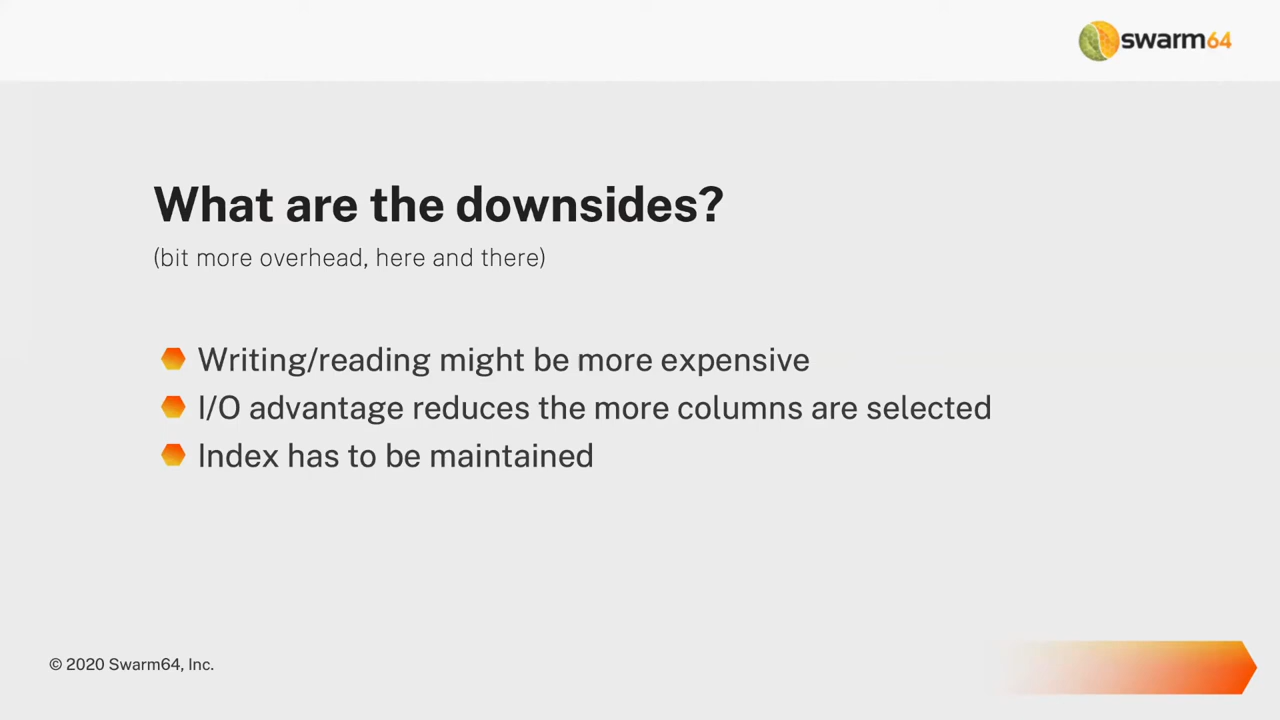 swarm64
What are the downsides?
(bit more overhead, here and there)
Writing/reading might be more expensive
I/O advantage reduces the more columns are selected
Index has to be maintained
© 2020 Swarm64, Inc.